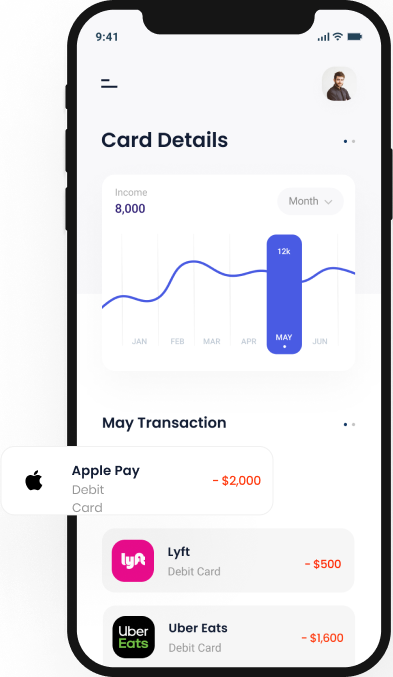 9:41
Card Details
Income
8,000
Month
12k
JAN
FEB
MAR
APR
MAY
JUN
May Transaction
Apple Pay
Debit
Card
- $2,000
lyft
Lyft
Debit Card
- $500
Uber
Eats
Uber Eats
Debit Card
- $1,600